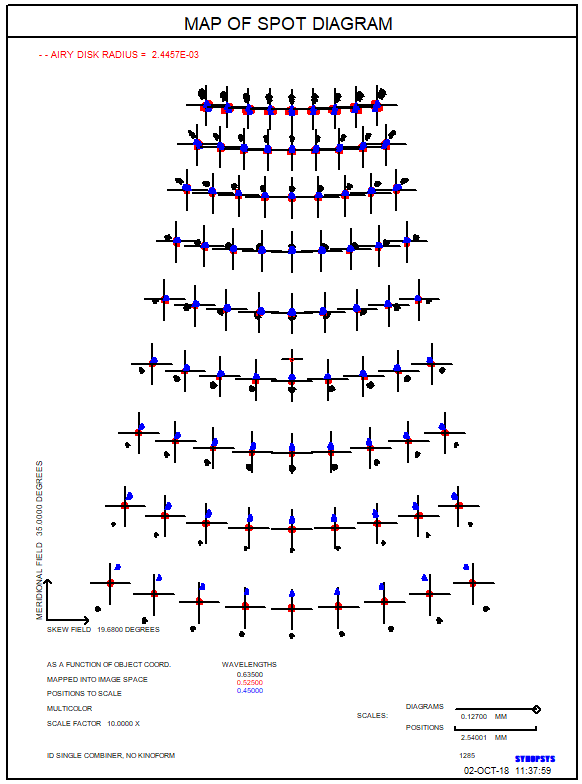 MAP OF SPOT DIAGRAM
- - AIRY DISK RADIUS = 2.4457E-03
MERIDIONAL FIELD 35.0000 DEGREES
SKEW FIELD 19.6800 DEGREES
AS A FUNCTION OF OBJECT COORD. WAVELENGTHS
0.63500
MAPPED INTO IMAGE SPACE 0.52500
POSITIONS TO SCALE 0.45000
MULTICOLOR DIAGRAMS
SCALES: 0.12700 MM
SCALE FACTOR 10.0000 X POSITIONS
2.54001 MM
ID SINGLE COMBINER, NO KINOFORM 1285 SYNOPSYS
02-OCT-18 11:37:59